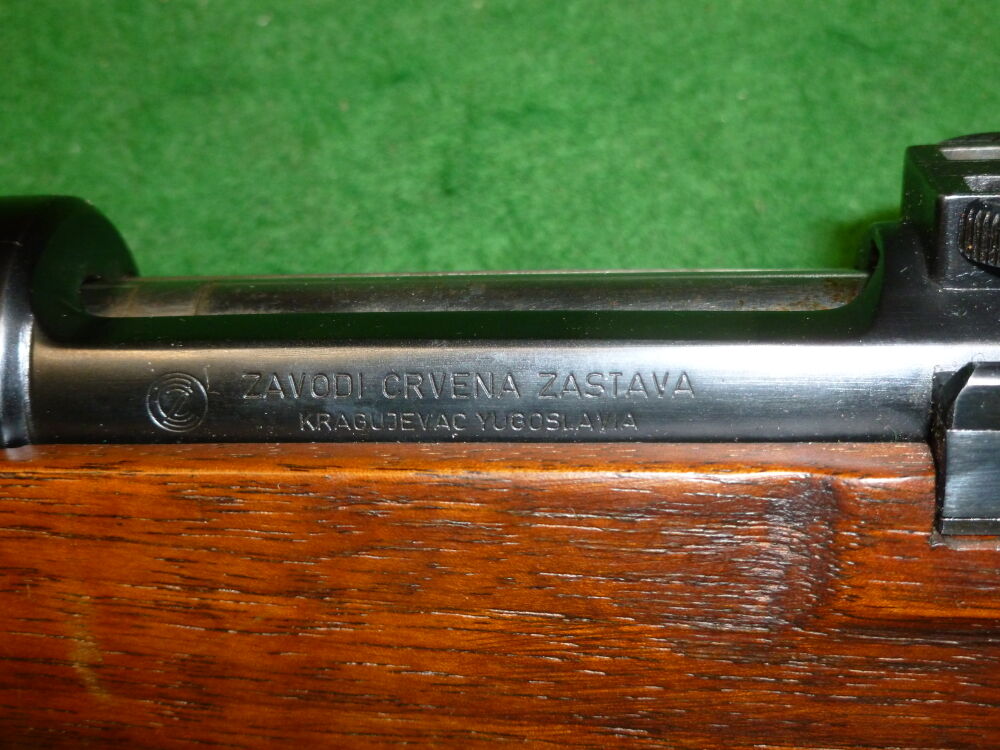 ZAVODI CRVENA ZASTAVA
KRAGUJEVAC YUGOSLAVIA